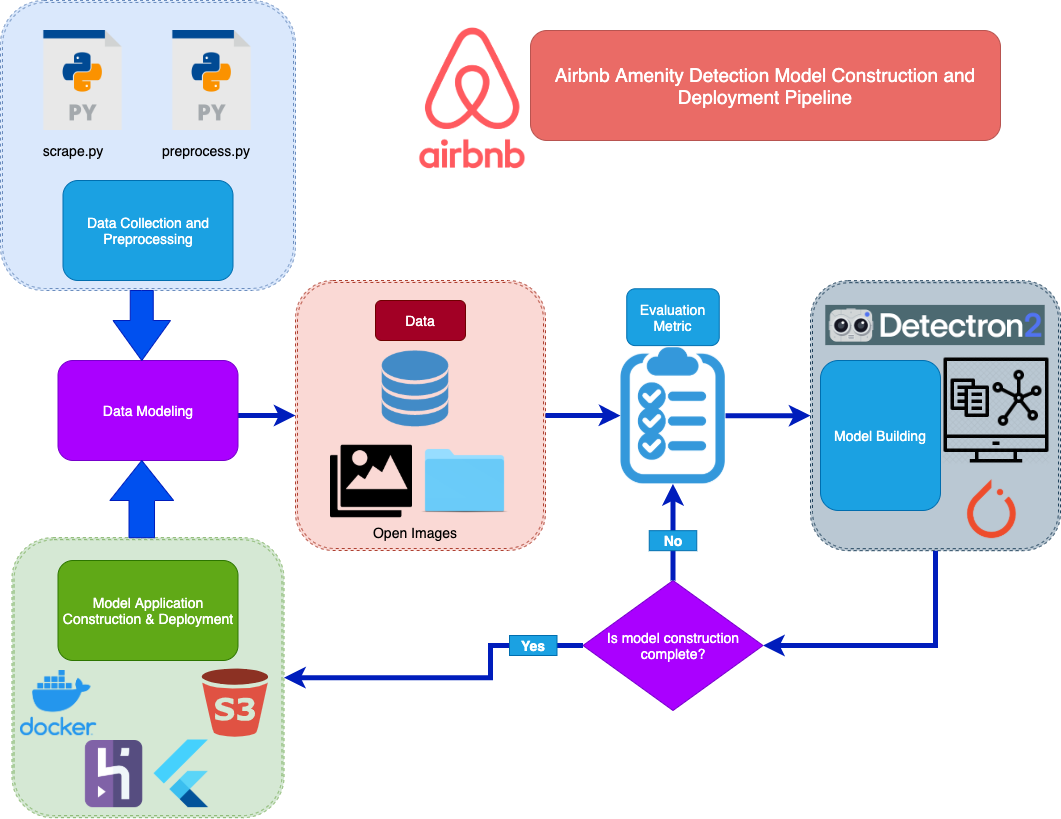 PY
PY
scrape.py
preprocess.py
Data Collection and
Preprocessing
airbnb
Airbnb Amenity Detection Model Construction and
Deployment Pipeline
Data Modeling
Data
Open Images
Evaluation
Metric
Detectron2
Model Building
No
Is model construction
complete?
Yes
Model Application
Construction & Deployment
docker
S3